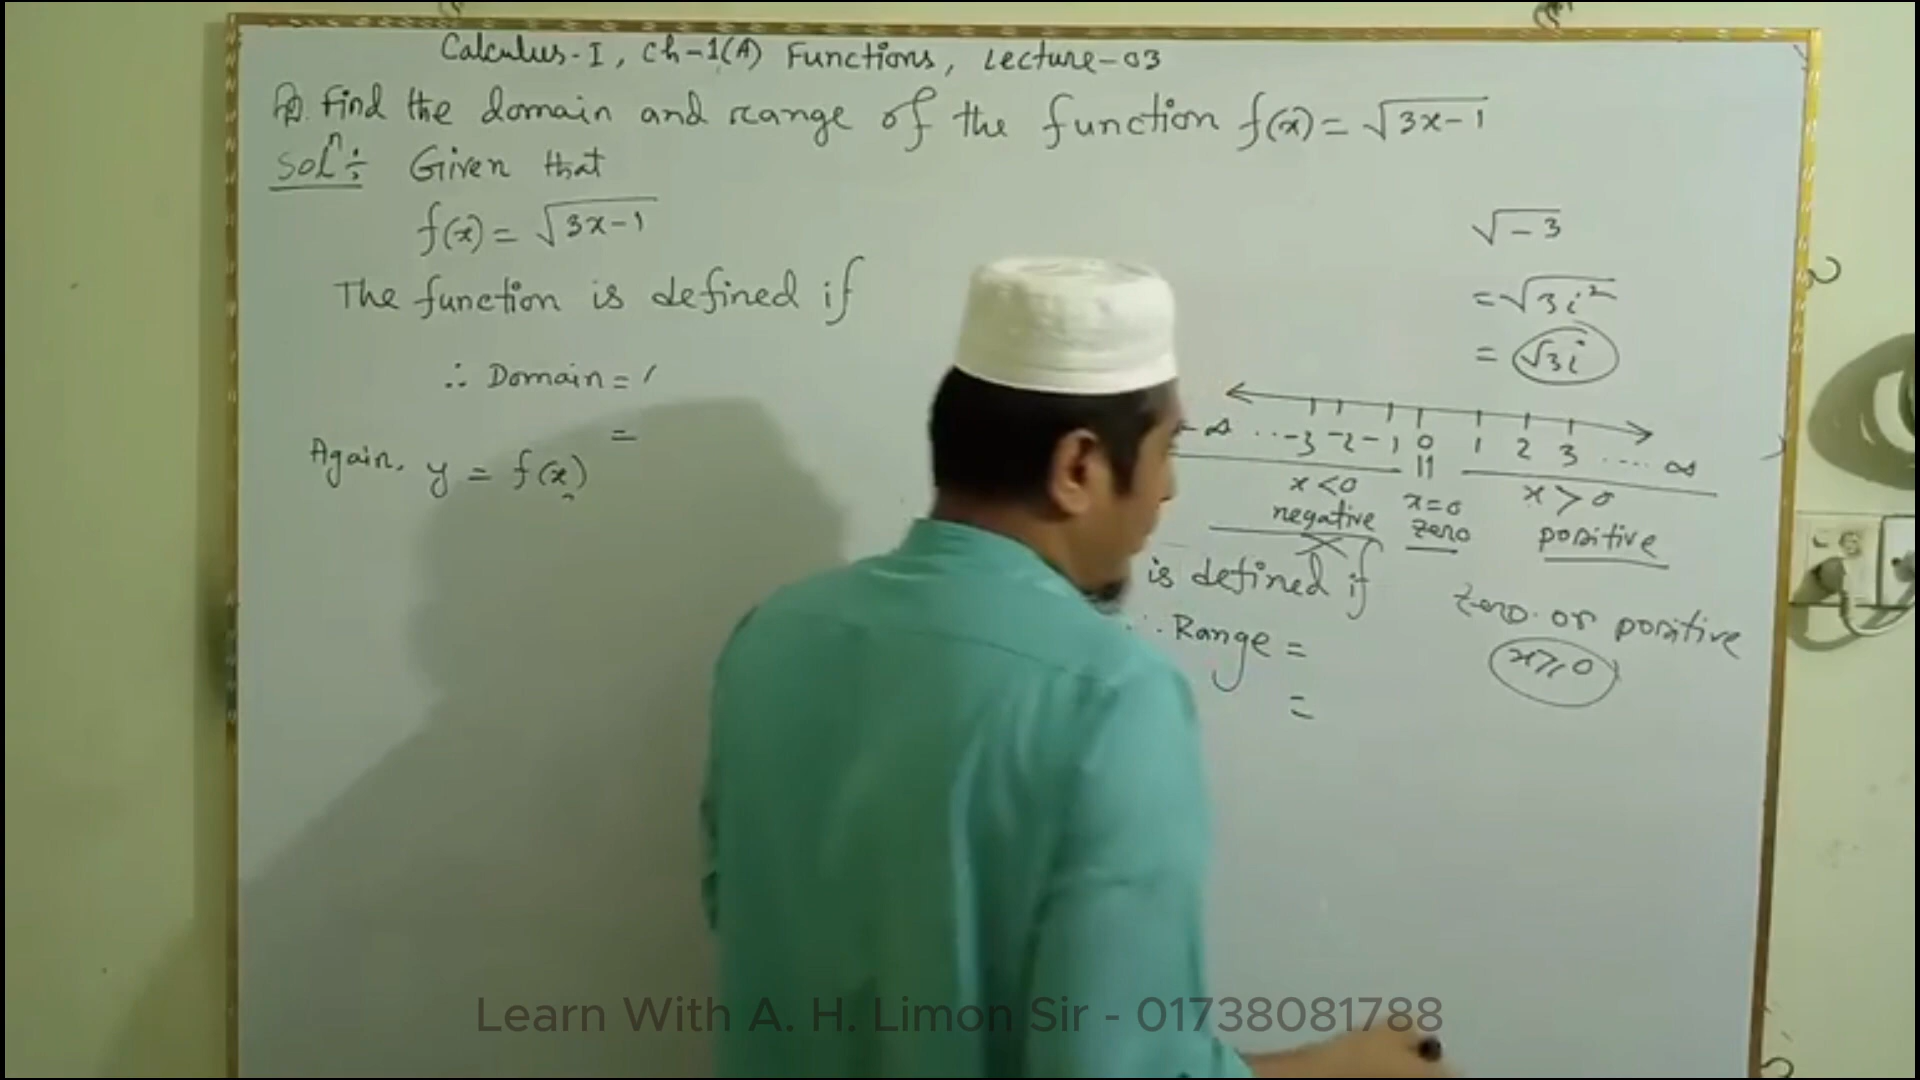 Calculus-I, Ch-1(A) Functions, Lecture-03
Find the domain and range of the function f(x) = √3x-1
Solⁿ: Given that
f(x) = √3x-1
The function is defined if
∴ Domain = (
=
Again, y = f(x)
√-3
= √3i²
= √3i
-∞ ...-3 -2 -1 0 1 2 3 .... ∞
x<0 x=0 x>0
negative zero positive
is defined if
zero or positive
x≥0
∴ Range =
=
Learn With A. H. Limon Sir - 01738081788